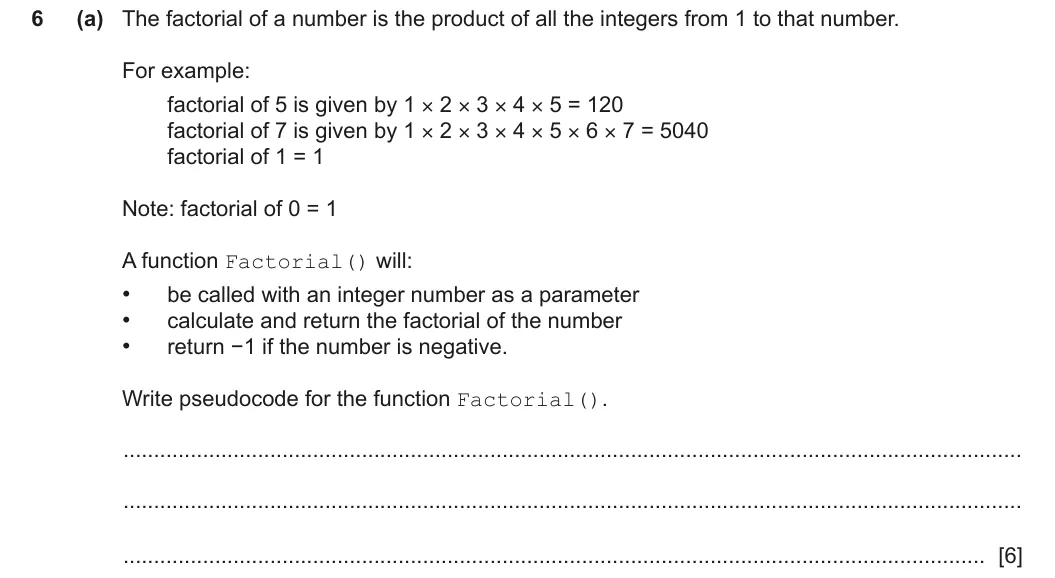 6 (a) The factorial of a number is the product of all the integers from 1 to that number.
For example:
factorial of 5 is given by 1 × 2 × 3 × 4 × 5 = 120
factorial of 7 is given by 1 × 2 × 3 × 4 × 5 × 6 × 7 = 5040
factorial of 1 = 1
Note: factorial of 0 = 1
A function Factorial() will:
• be called with an integer number as a parameter
• calculate and return the factorial of the number
• return −1 if the number is negative.
Write pseudocode for the function Factorial().
[6]